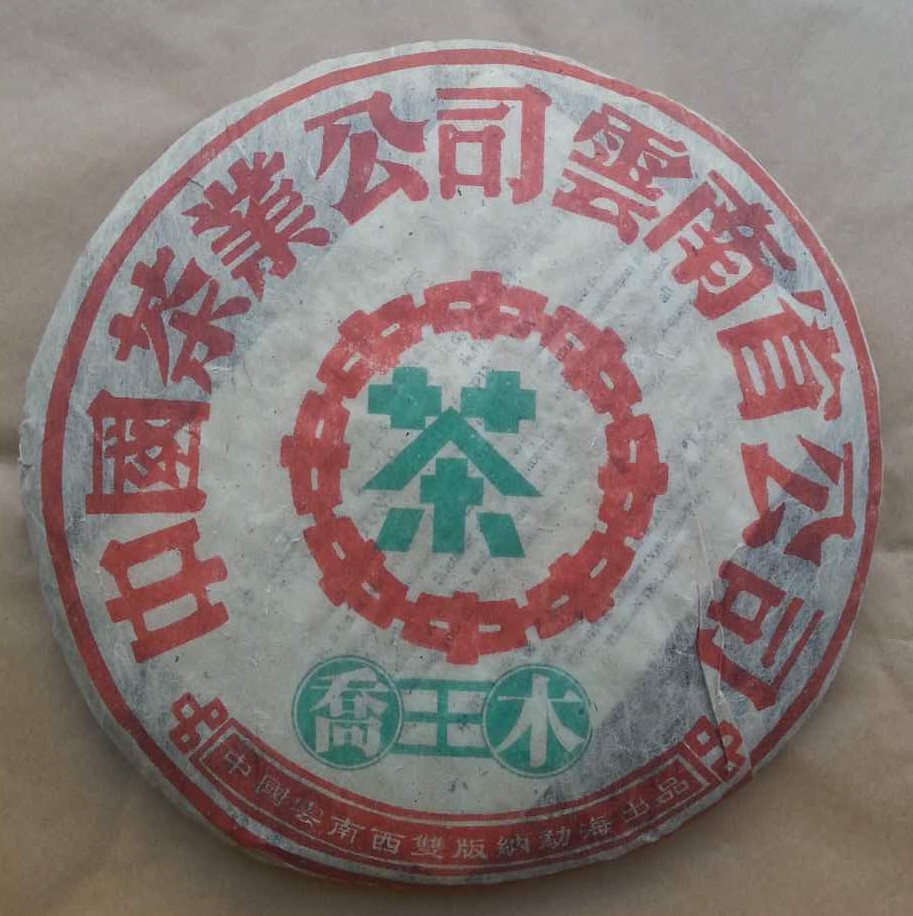 中國茶業公司雲南信公司
茶
喬王木
中國雲南西雙版納勐海出品